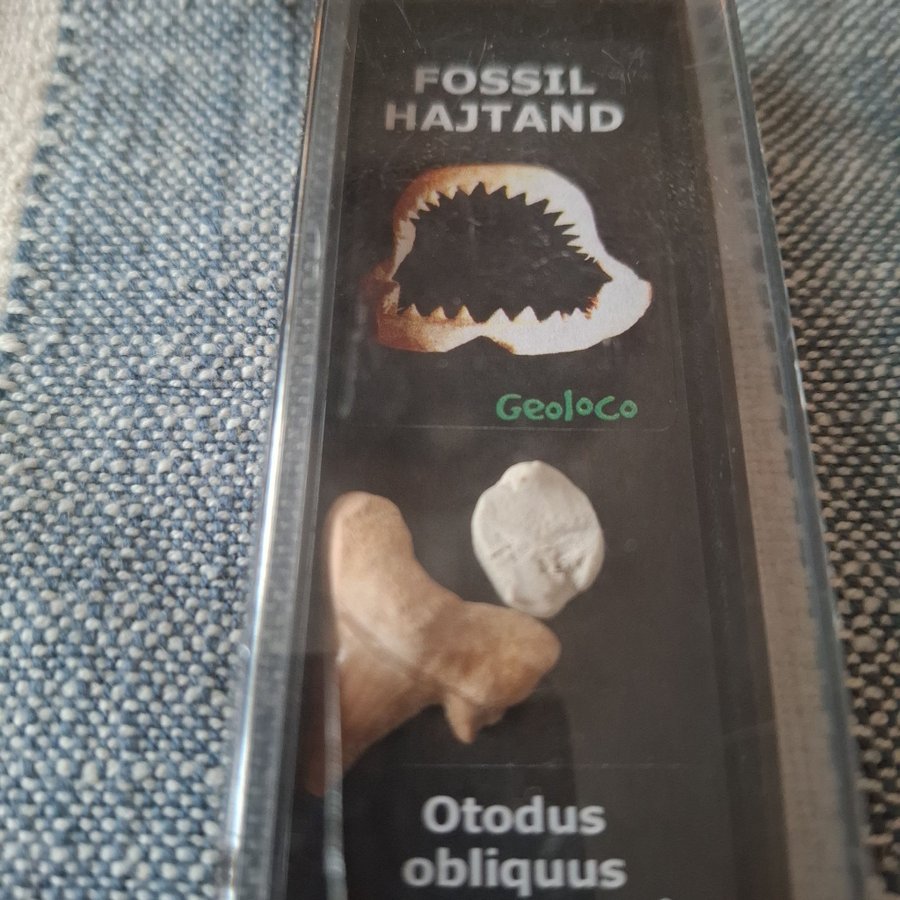 FOSSIL
HAJTAND
Geoloco
Otodus
obliquus